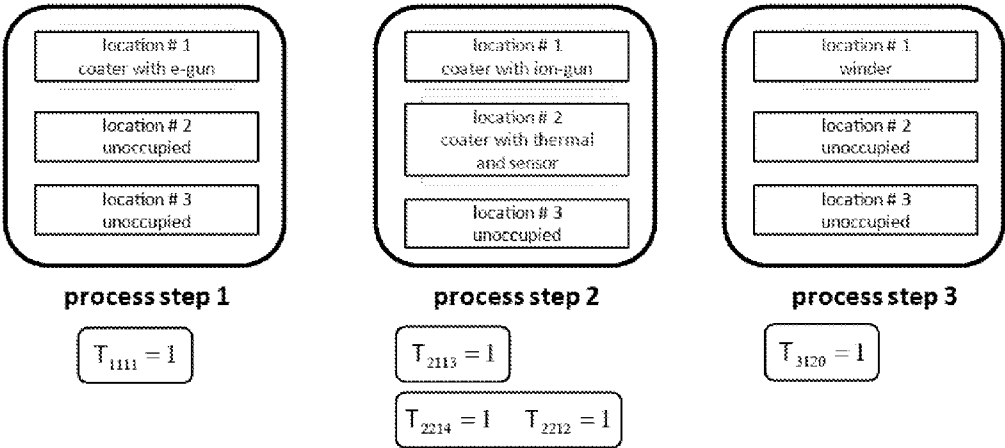 location # 1
coater with e-gun
location # 2
unoccupied
location # 3
unoccupied
process step 1
T1111 = 1
location # 1
coater with ion-gun
location # 2
coater with thermal
and sensor
location # 3
unoccupied
process step 2
T2113 = 1
T2214 = 1 T2212 = 1
location # 1
winder
location # 2
unoccupied
location # 3
unoccupied
process step 3
T3120 = 1